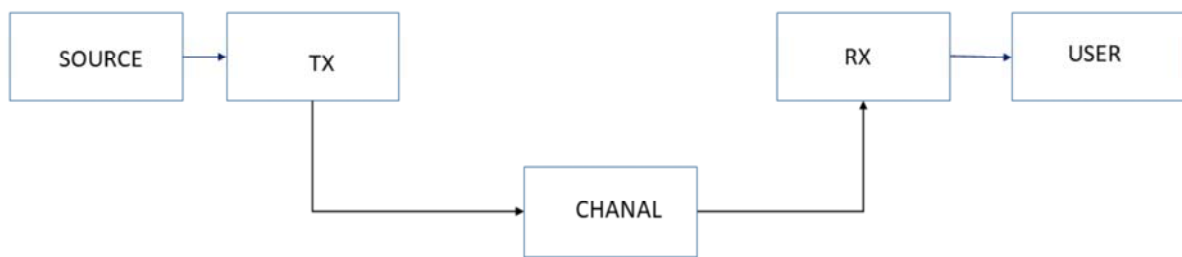 SOURCE
TX
CHANAL
RX
USER